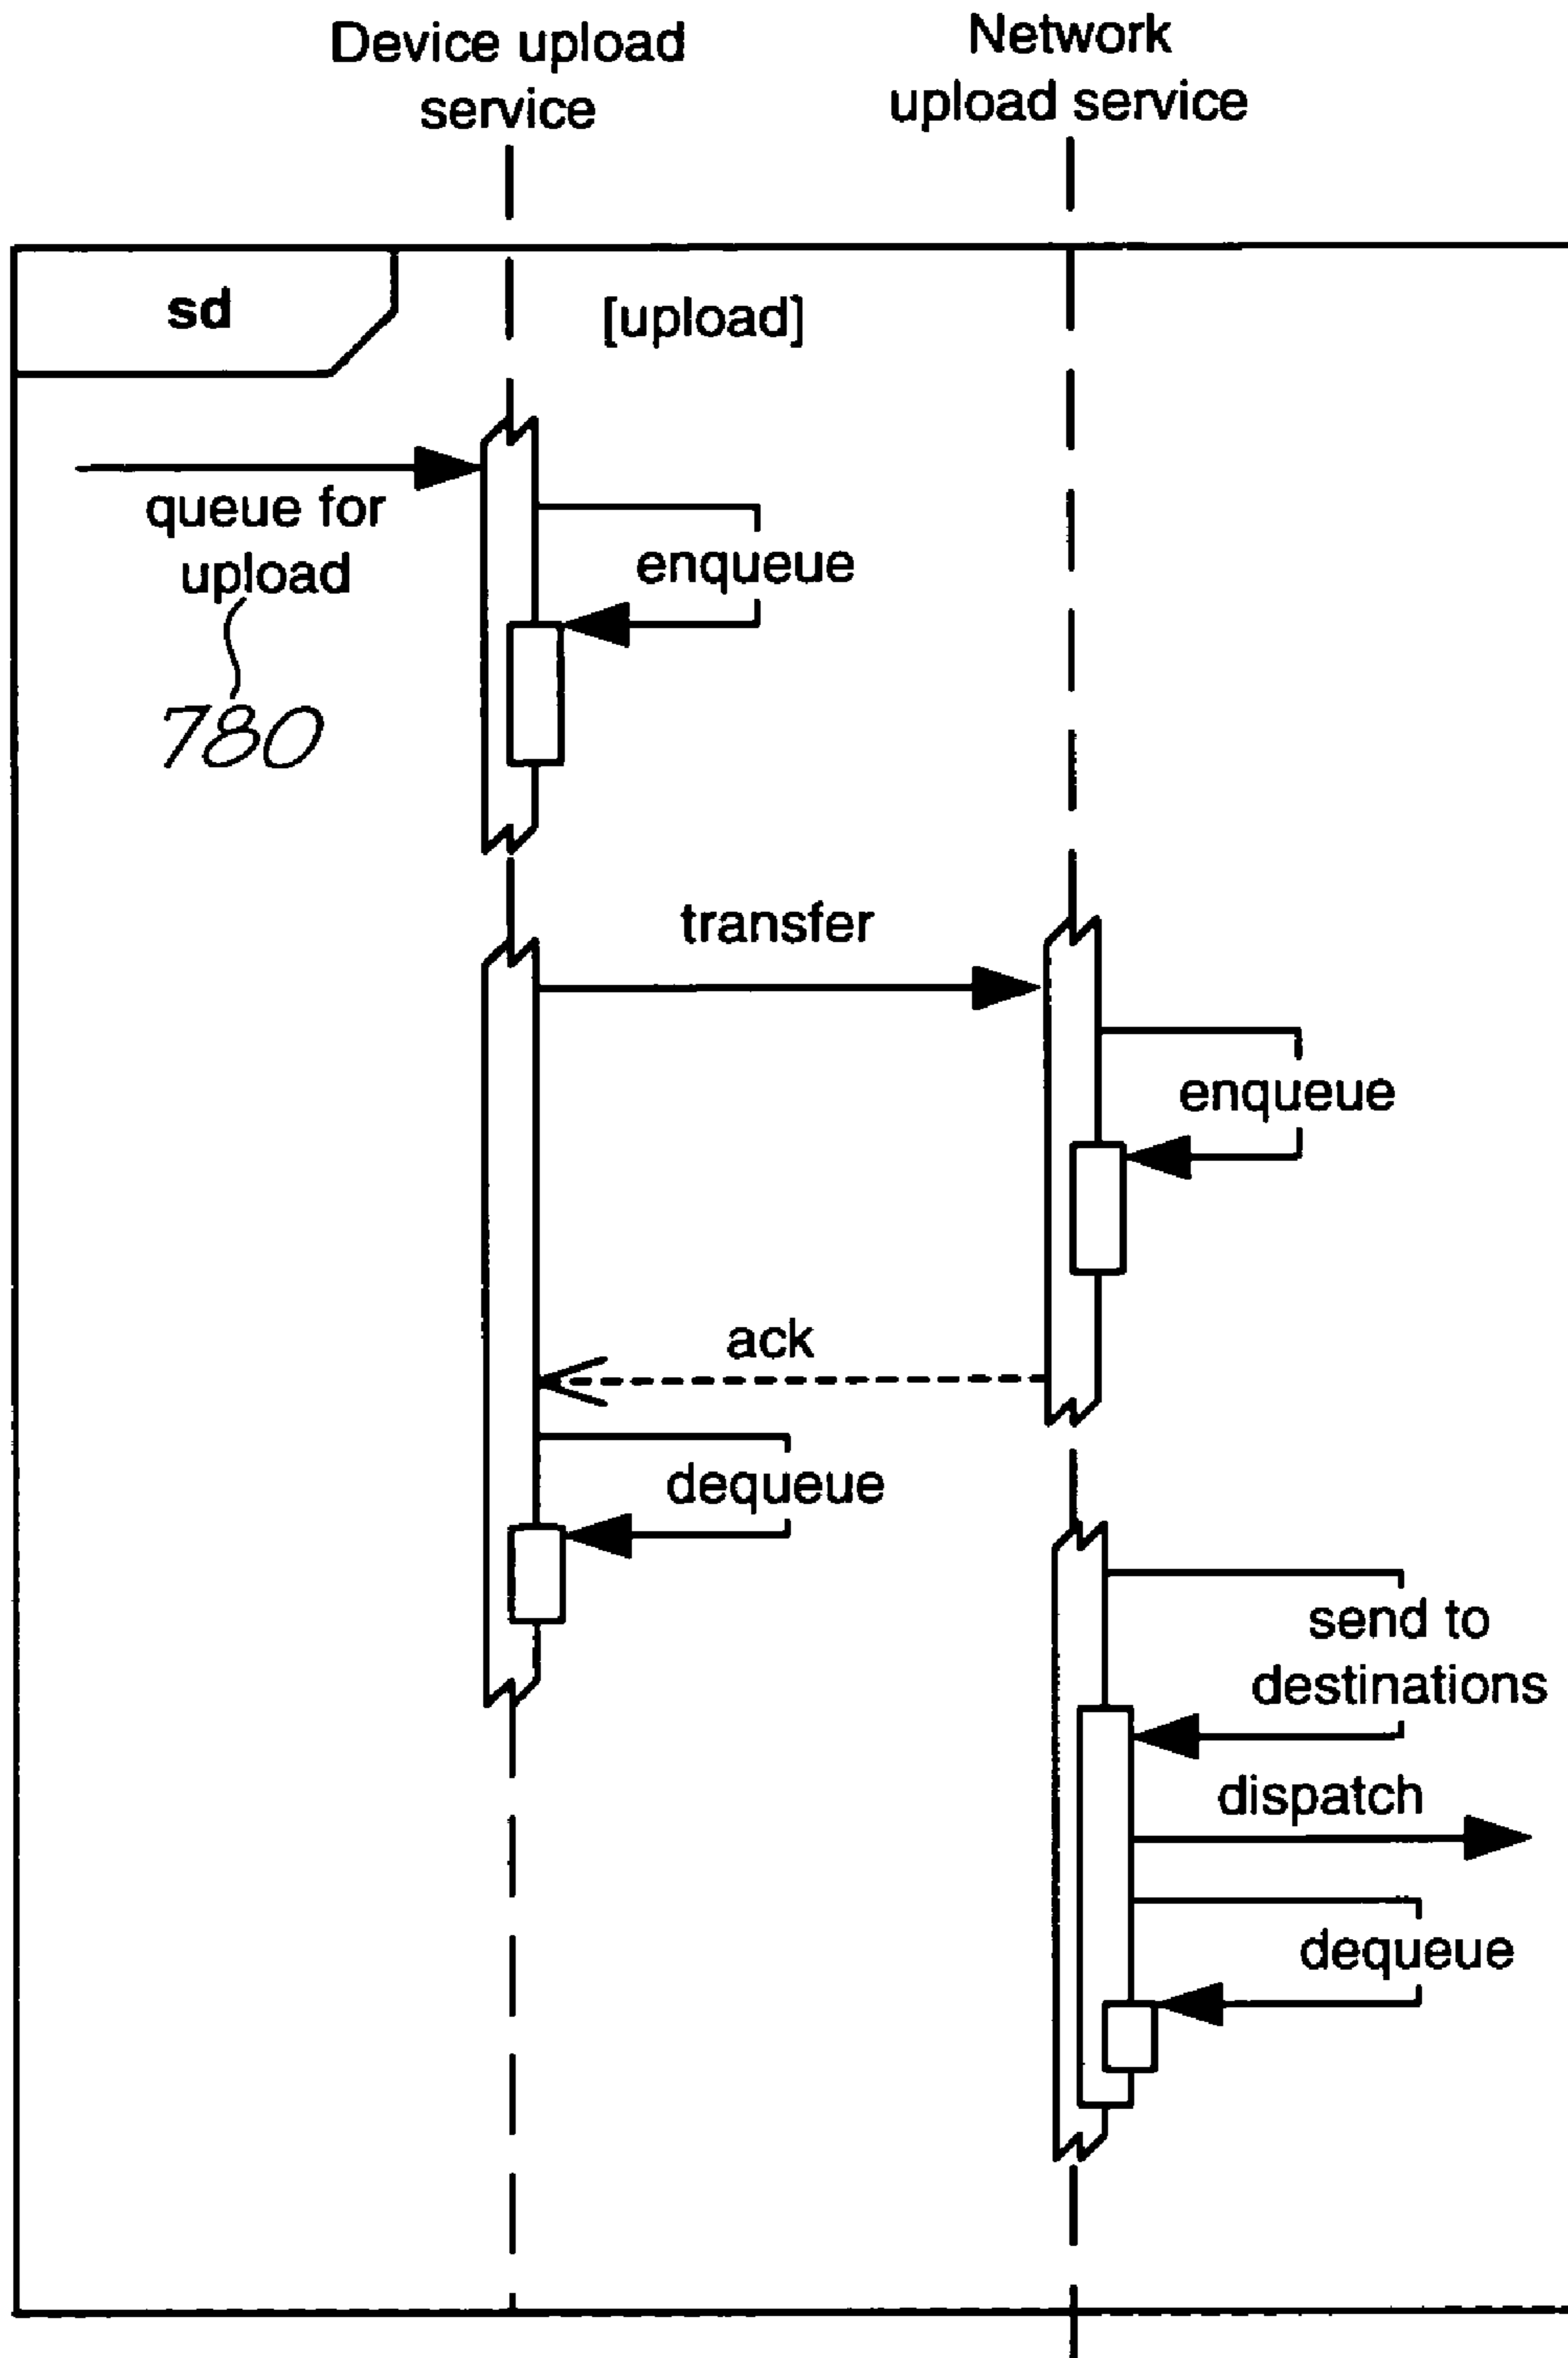 Device upload
service
Network
upload service
sd
[upload]
queue for
upload
780
enqueue
transfer
enqueue
ack
dequeue
send to
destinations
dispatch
dequeue